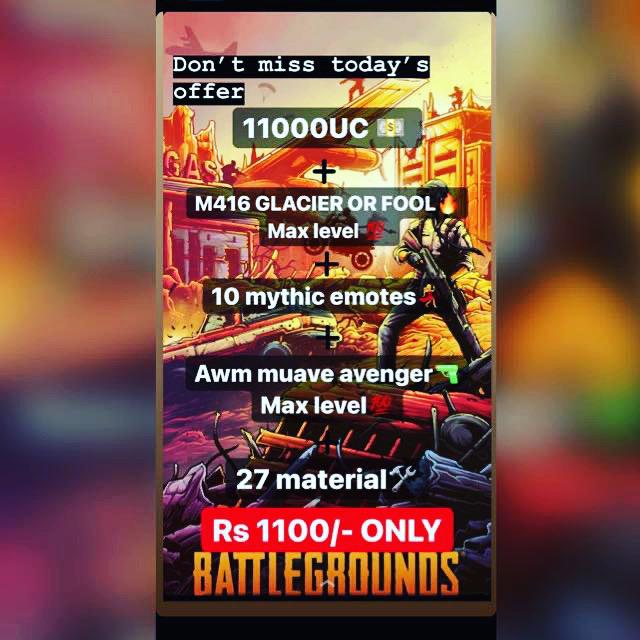 Don't miss today's
offer
11000UC
+
M416 GLACIER OR FOOL
Max level 💯
+
10 mythic emotes
+
Awm muave avenger
Max level 💯
+
27 material
Rs 1100/- ONLY
BATTLEGROUNDS
GAS